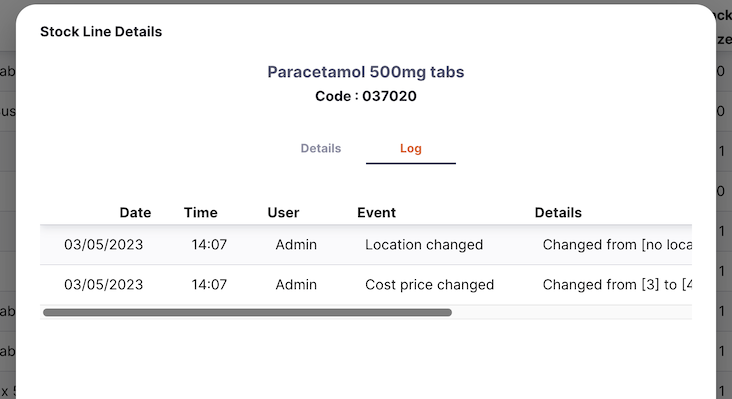 Stock Line Details
Paracetamol 500mg tabs
Code : 037020
Details Log
Date Time User Event Details
03/05/2023 14:07 Admin Location changed Changed from [no loca
03/05/2023 14:07 Admin Cost price changed Changed from [3] to [4